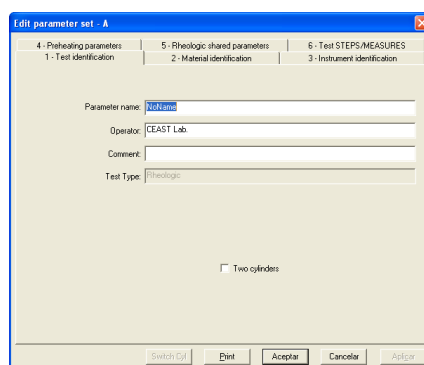 Edit parameter set - A
4 - Preheating parameters
5 - Rheologic shared parameters
6 - Test STEPS/MEASURES
1 - Test identification
2 - Material identification
3 - Instrument identification
Parameter name: NoName
Operator: CEAST Lab.
Comment:
Test Type: Rheologic
Two cylinders
Switch Cyl
Print
Aceptar
Cancelar
Aplicar